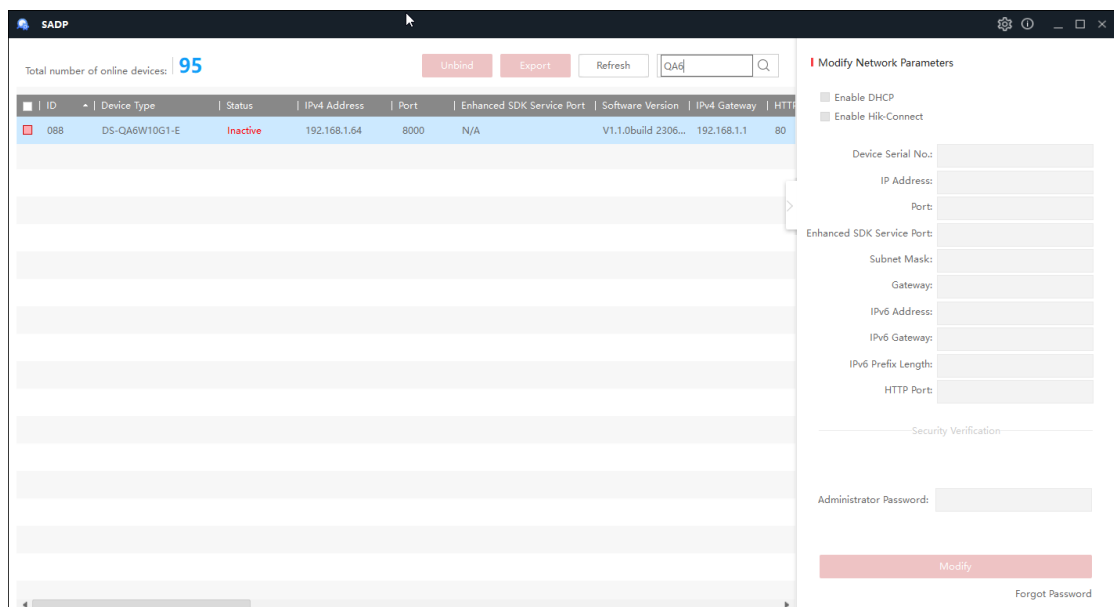 SADP
Total number of online devices: 95
Unbind
Export
Refresh
QA6
ID Device Type Status IPv4 Address Port Enhanced SDK Service Port Software Version IPv4 Gateway HTTP
088 DS-QA6W10G1-E Inactive 192.168.1.64 8000 N/A V1.1.0build 2306... 192.168.1.1 80
Modify Network Parameters
Enable DHCP
Enable Hik-Connect
Device Serial No.:
IP Address:
Port:
Enhanced SDK Service Port:
Subnet Mask:
Gateway:
IPv6 Address:
IPv6 Gateway:
IPv6 Prefix Length:
HTTP Port:
Security Verification
Administrator Password:
Modify
Forgot Password